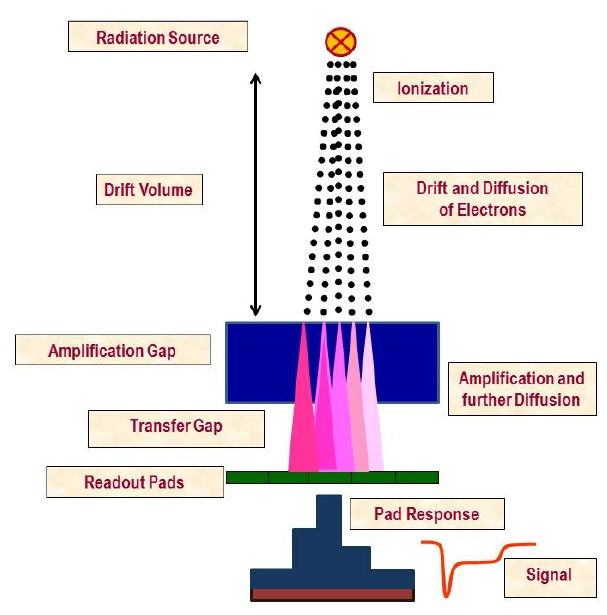 Radiation Source
Ionization
Drift Volume
Drift and Diffusion
of Electrons
Amplification Gap
Amplification and
further Diffusion
Transfer Gap
Readout Pads
Pad Response
Signal